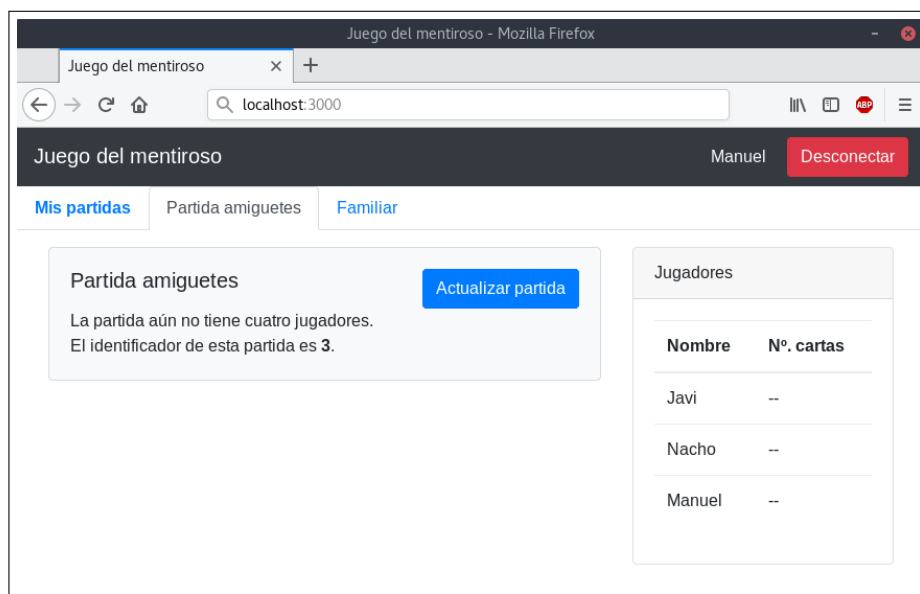 Juego del mentiroso - Mozilla Firefox
Juego del mentiroso
localhost:3000
ABP
Juego del mentiroso
Manuel
Desconectar
Mis partidas
Partida amiguetes
Familiar
Partida amiguetes
Actualizar partida
La partida aún no tiene cuatro jugadores.
El identificador de esta partida es 3.
Jugadores
Nombre Nº. cartas
Javi --
Nacho --
Manuel --